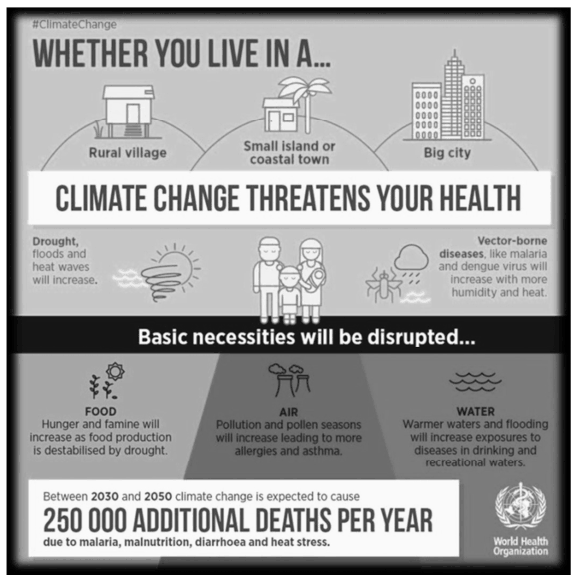 #ClimateChange
WHETHER YOU LIVE IN A...
Rural village
Small island or
coastal town
Big city
CLIMATE CHANGE THREATENS YOUR HEALTH
Drought,
floods and
heat waves
will increase.
Vector-borne
diseases, like malaria
and dengue virus will
increase with more
humidity and heat.
Basic necessities will be disrupted...
FOOD
Hunger and famine will
increase as food production
is destabilised by drought.
AIR
Pollution and pollen seasons
will increase leading to more
allergies and asthma.
WATER
Warmer waters and flooding
will increase exposures to
diseases in drinking and
recreational waters.
Between 2030 and 2050 climate change is expected to cause
250 000 ADDITIONAL DEATHS PER YEAR
due to malaria, malnutrition, diarrhoea and heat stress.
World Health
Organization